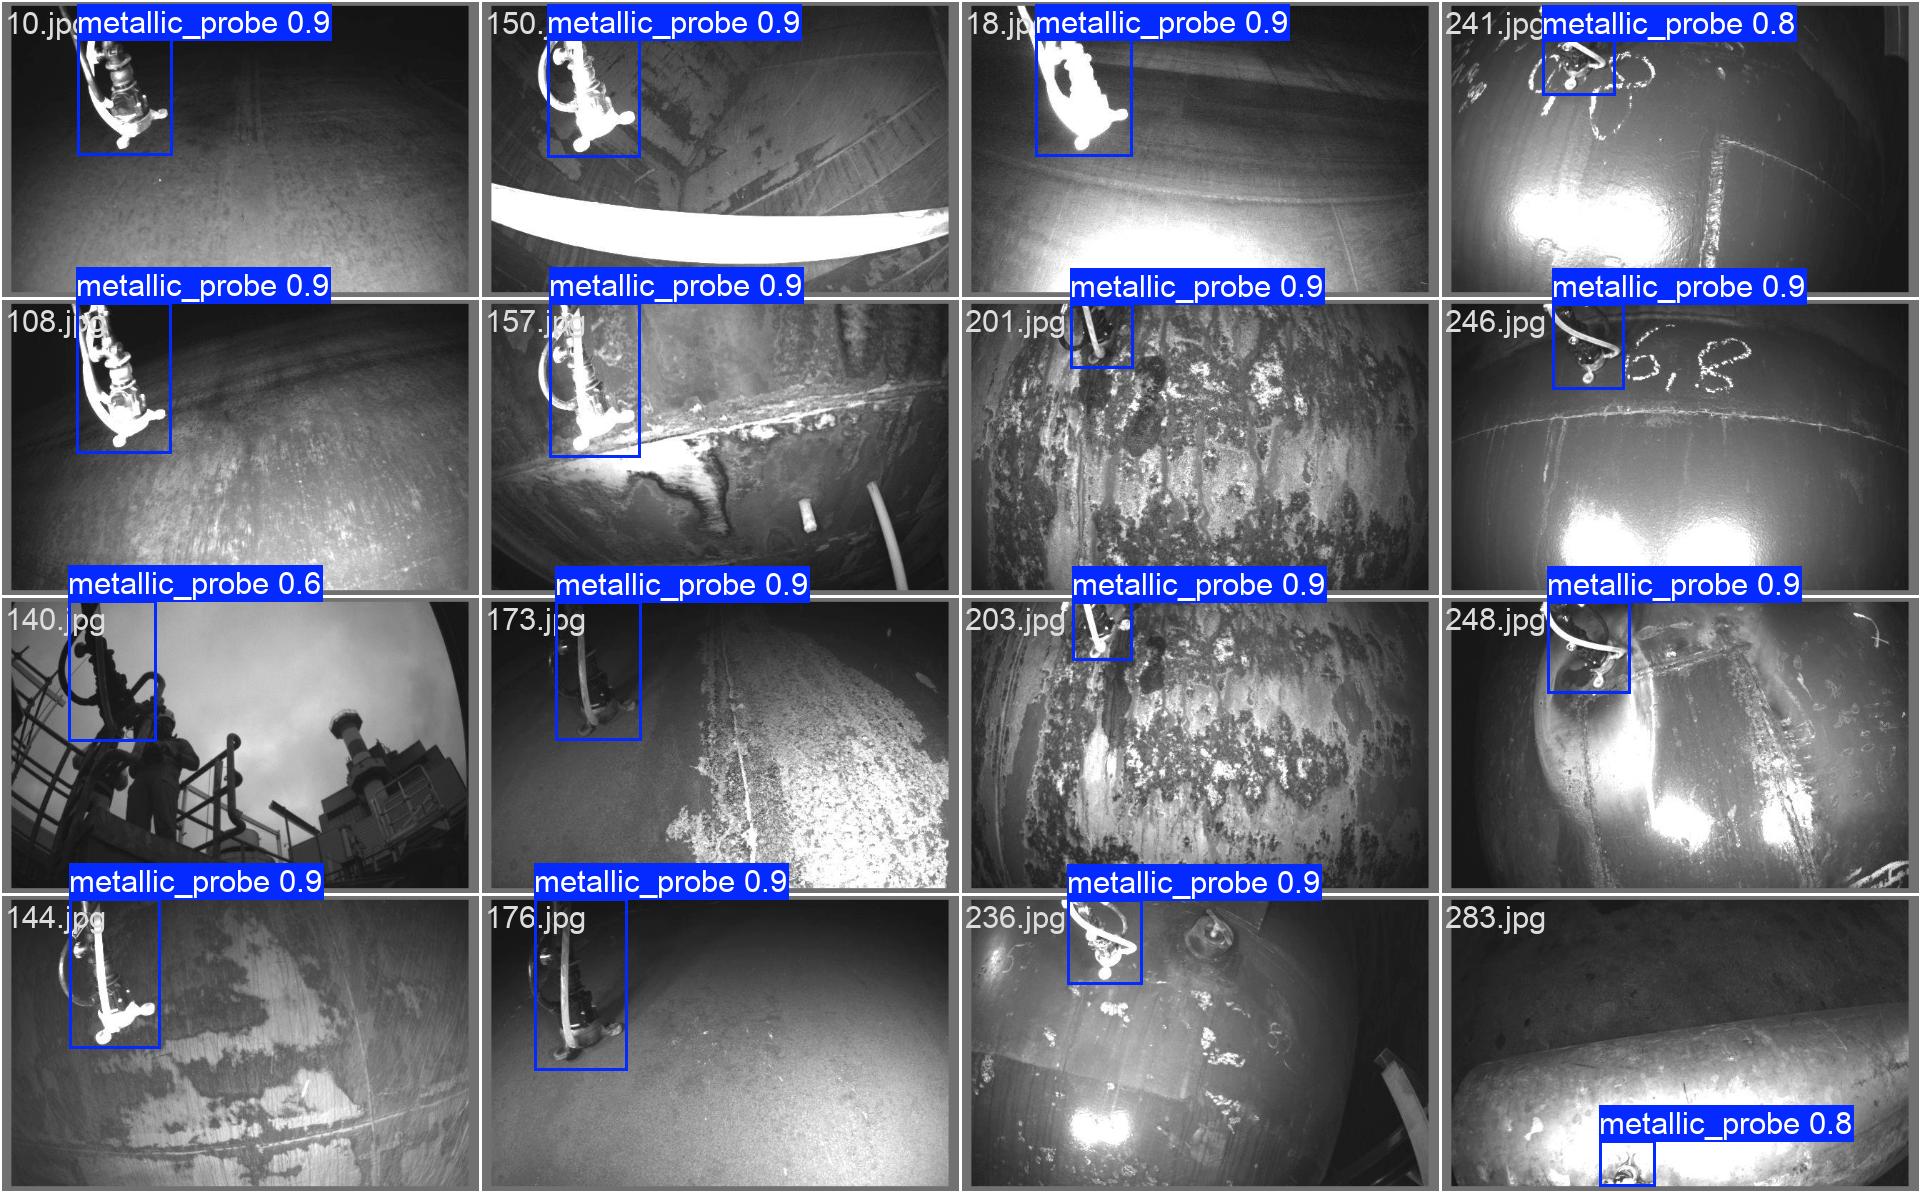 10.jpg metallic_probe 0.9
150. metallic_probe 0.9
18.jp metallic_probe 0.9
241.jpg metallic_probe 0.8
metallic_probe 0.9
108.jpg
metallic_probe 0.9
157.jpg
metallic_probe 0.9
201.jpg
metallic_probe 0.9
246.jpg
metallic_probe 0.6
140.jpg
metallic_probe 0.9
173.jpg
metallic_probe 0.9
203.jpg
metallic_probe 0.9
248.jpg
metallic_probe 0.9
144.jpg
metallic_probe 0.9
176.jpg
metallic_probe 0.9
236.jpg
283.jpg
metallic_probe 0.8